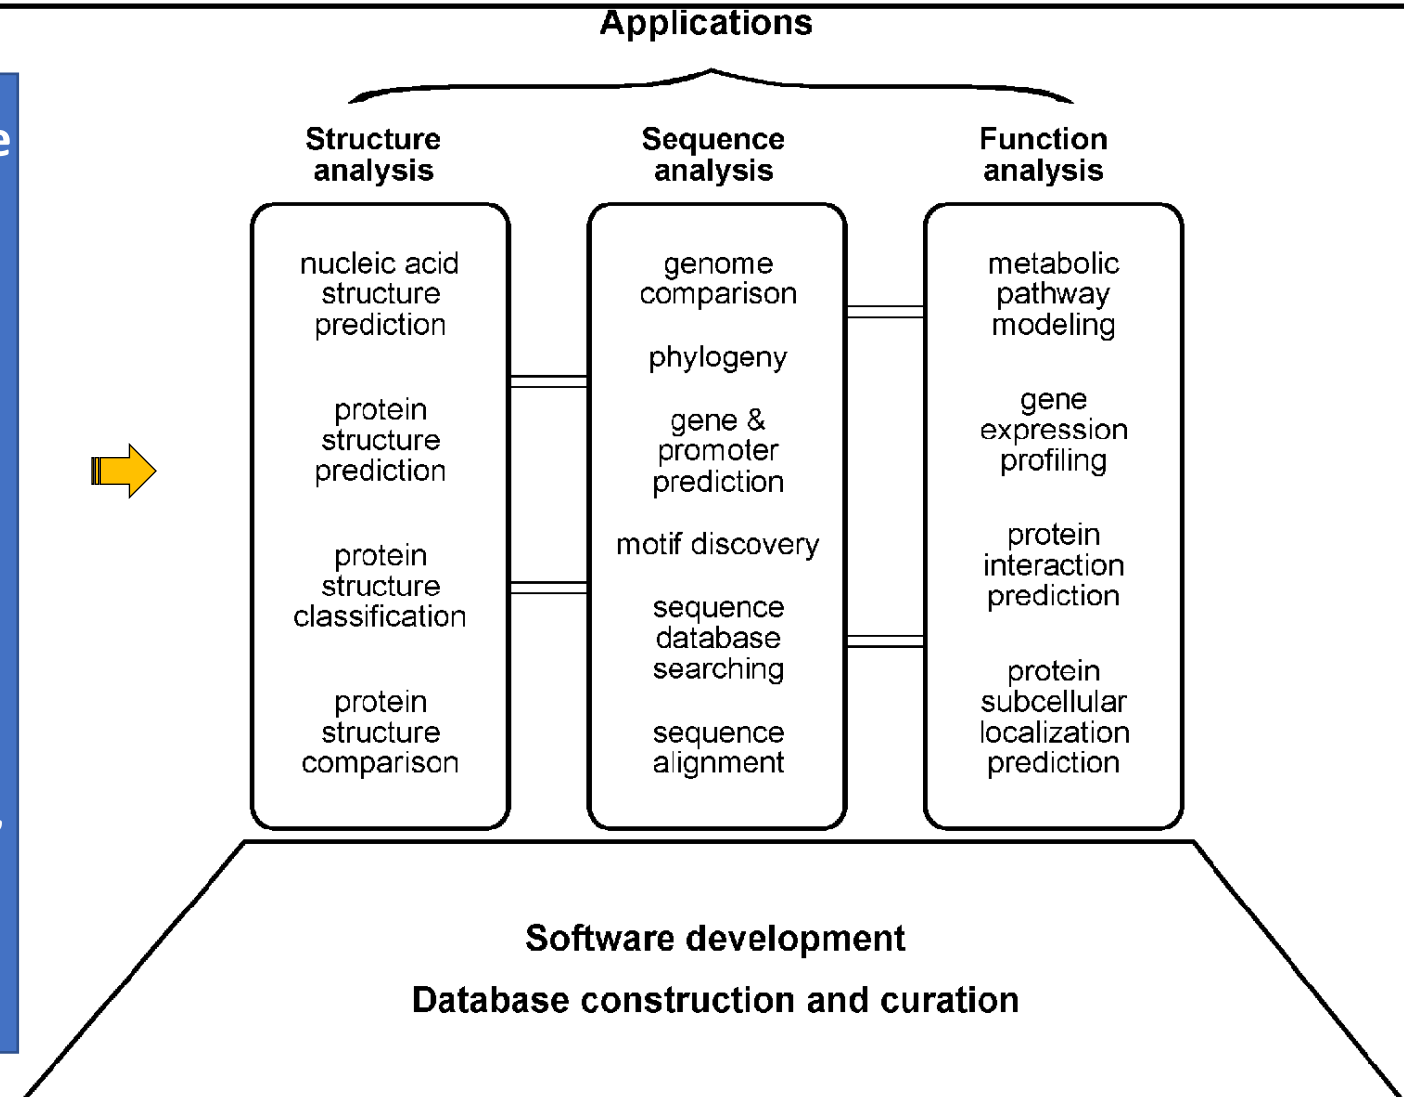 Applications
e
,
Structure
analysis
nucleic acid
structure
prediction
protein
structure
prediction
protein
structure
classification
protein
structure
comparison
Sequence
analysis
genome
comparison
phylogeny
gene &
promoter
prediction
motif discovery
sequence
database
searching
sequence
alignment
Function
analysis
metabolic
pathway
modeling
gene
expression
profiling
protein
interaction
prediction
protein
subcellular
localization
prediction
Software development
Database construction and curation